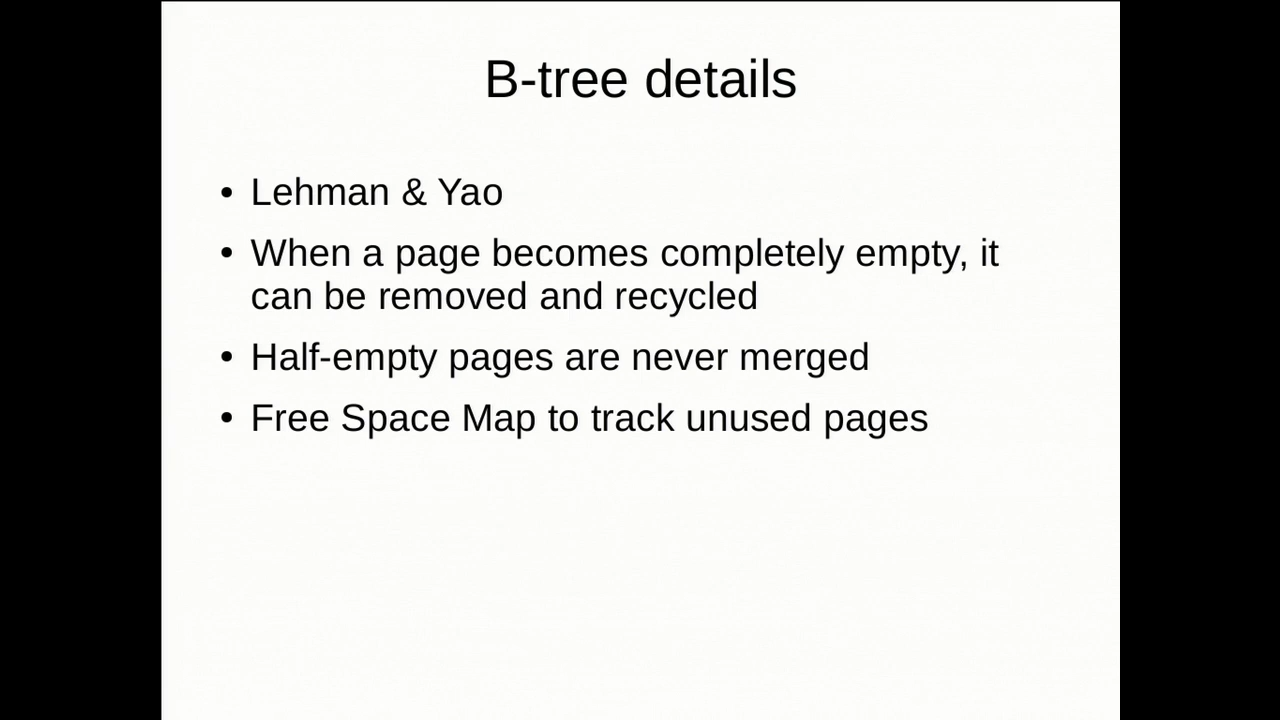 B-tree details
• Lehman & Yao
• When a page becomes completely empty, it
can be removed and recycled
• Half-empty pages are never merged
• Free Space Map to track unused pages